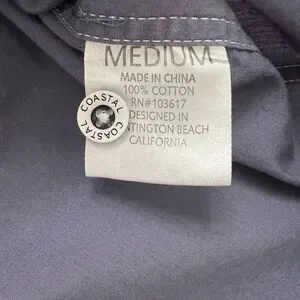 MEDIUM
MADE IN CHINA
100% COTTON
RN#103617
DESIGNED IN
NTINGTON BEACH
CALIFORNIA
COASTAL
COASTAL